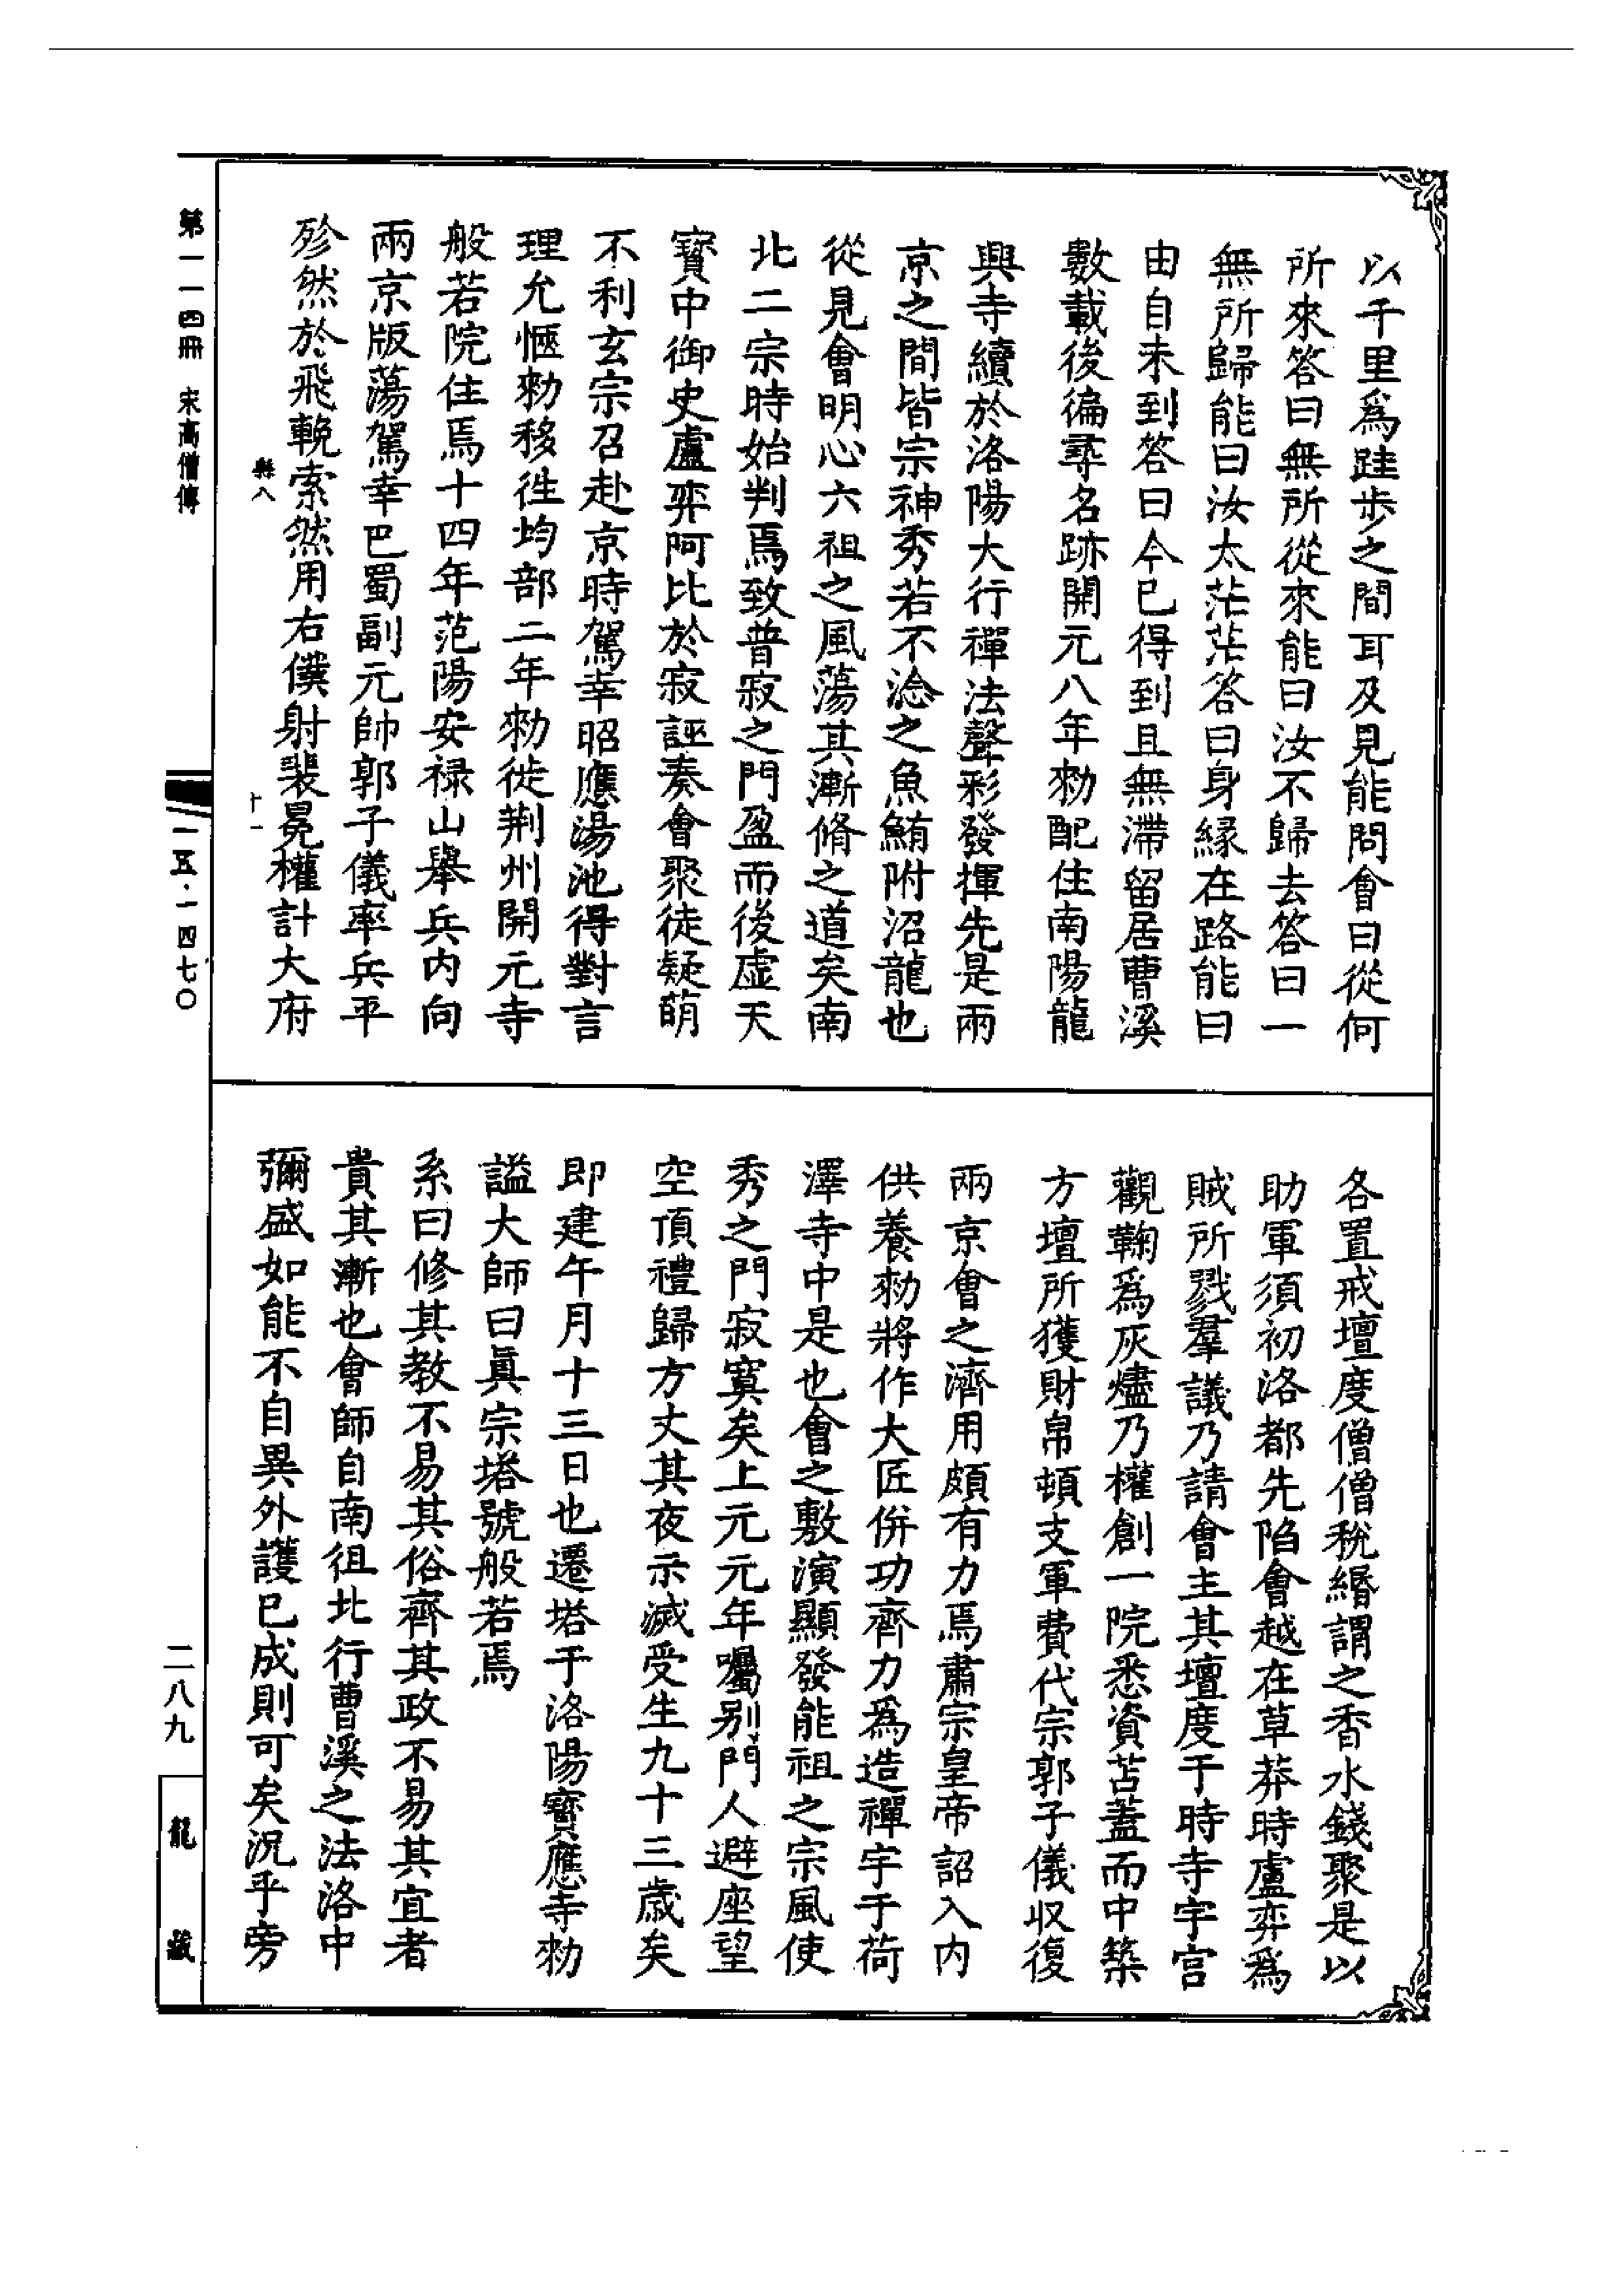 以千里爲跬步之間耳及見能問會曰從何
所來答曰無所從來能曰汝不歸去答曰一
無所歸能曰汝太茫茫答曰身緣在路能曰
由自未到答曰今已得到且無滯留居曹溪
數載後徧尋名跡開元八年勑配住南陽龍
興寺續於洛陽大行禪法聲彩發揮先是兩
京之間皆宗神秀若不淰之魚鮪附沼龍也
從見會明心六祖之風蕩其漸脩之道矣南
北二宗時始判焉致普寂之門盈而後虛天
寶中御史盧弈阿比於寂誣奏會聚徒疑萌
不利玄宗召赴京時駕幸昭應湯池得對言
理允愜勑移往均部二年勑徙荊州開元寺
般若院住焉十四年范陽安祿山舉兵內向
兩京版蕩駕幸巴蜀副元帥郭子儀率兵平
殄然於飛輓索然用右僕射裴冕權計大府
各置戒壇度僧僧稅緡謂之香水錢聚是以
助軍須初洛都先陷會越在草莽時盧弈爲
賊所戮羣議乃請會主其壇度于時寺宇宮
觀鞠爲灰燼乃權創一院悉資苫蓋而中築
方壇所獲財帛頓支軍費代宗郭子儀収復
兩京會之濟用頗有力焉肅宗皇帝詔入內
供養勑將作大匠併功齊力爲造禪宇于荷
澤寺中是也會之敷演顯發能祖之宗風使
秀之門寂寞矣上元元年囑別門人避座望
空頂禮歸方丈其夜示滅受生九十三歲矣
即建午月十三日也遷塔于洛陽寶應寺勑
謚大師曰眞宗塔號般若焉
系曰修其教不易其俗齊其政不易其宜者
貴其漸也會師自南徂北行曹溪之法洛中
彌盛如能不自異外護已成則可矣況乎旁
第一一四冊 宋高僧傳
縣八
十一
一五·一四七〇
二八九
龍藏